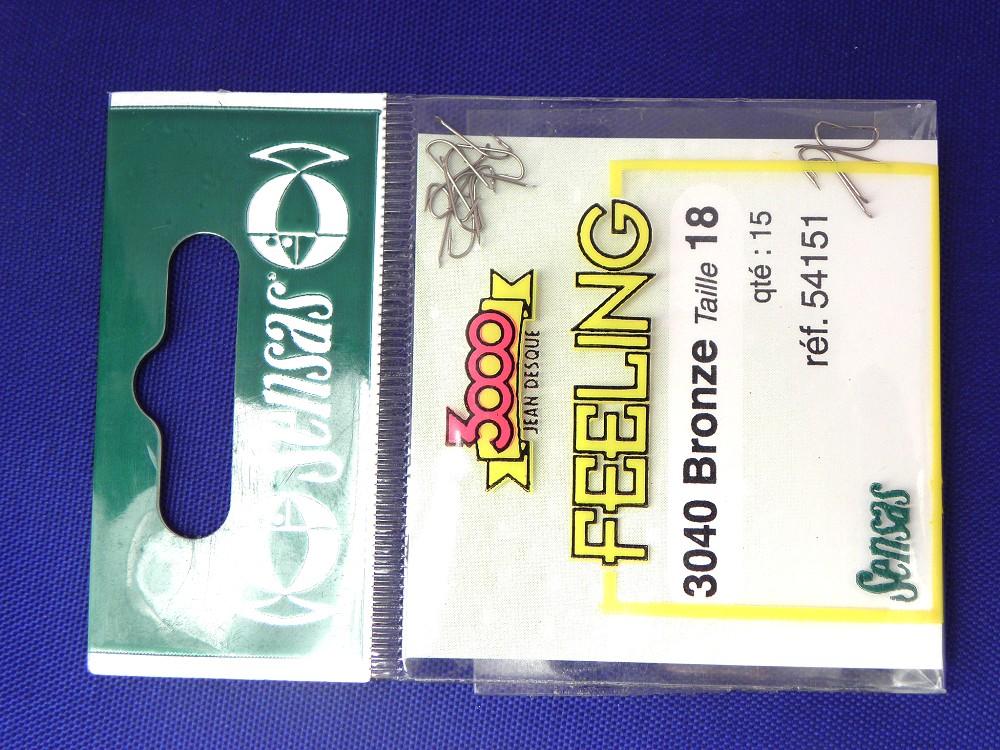 Sensas
3000
JEAN DESQUE
FEELING
3040 Bronze Taille 18
qté : 15
réf. 54151
Sensas